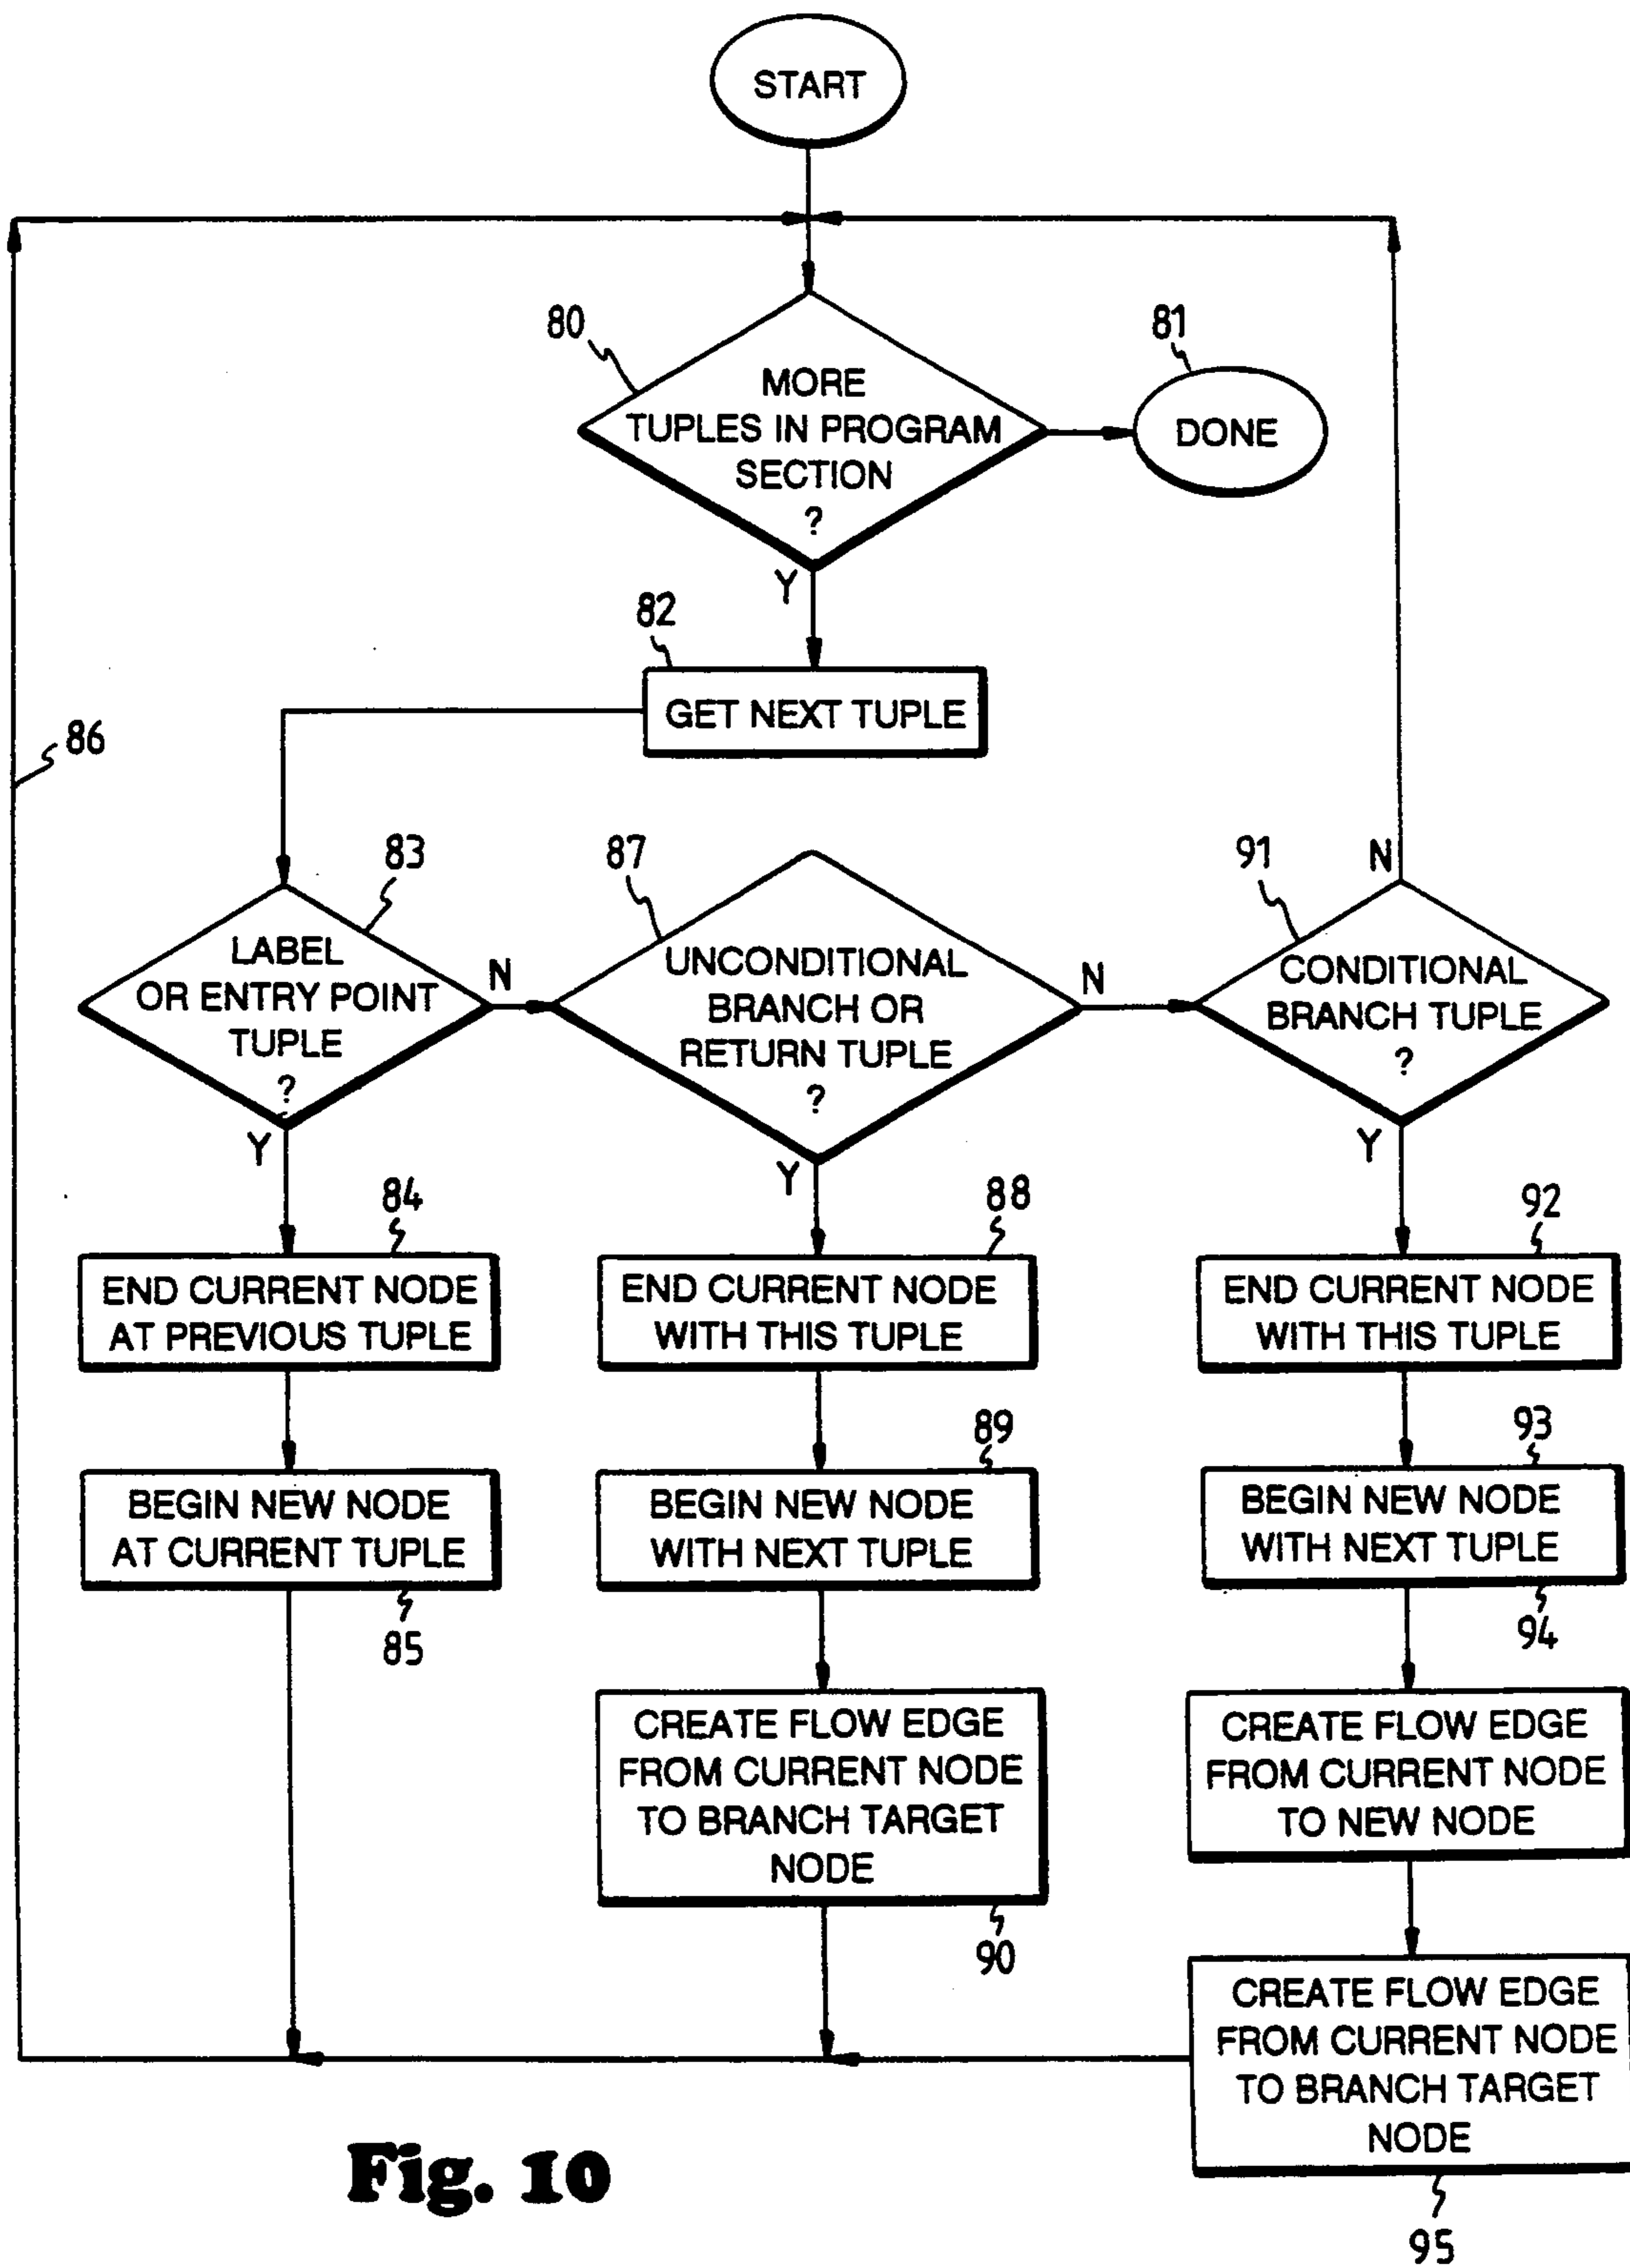 START
80
81
MORE
TUPLES IN PROGRAM
SECTION
?
DONE
Y
82
GET NEXT TUPLE
86
83
LABEL
OR ENTRY POINT
TUPLE
?
N
Y
87
UNCONDITIONAL
BRANCH OR
RETURN TUPLE
?
N
Y
91
N
CONDITIONAL
BRANCH TUPLE
?
Y
84
END CURRENT NODE
AT PREVIOUS TUPLE
88
END CURRENT NODE
WITH THIS TUPLE
92
END CURRENT NODE
WITH THIS TUPLE
BEGIN NEW NODE
AT CURRENT TUPLE
85
89
BEGIN NEW NODE
WITH NEXT TUPLE
93
BEGIN NEW NODE
WITH NEXT TUPLE
94
CREATE FLOW EDGE
FROM CURRENT NODE
TO BRANCH TARGET
NODE
90
CREATE FLOW EDGE
FROM CURRENT NODE
TO NEW NODE
CREATE FLOW EDGE
FROM CURRENT NODE
TO BRANCH TARGET
NODE
95
Fig. 10